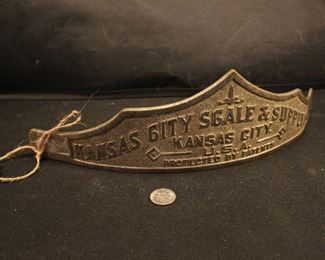 KANSAS CITY SCALE & SUPPLY
KANSAS CITY
U.S.A.
PROTECTED BY PATENTS